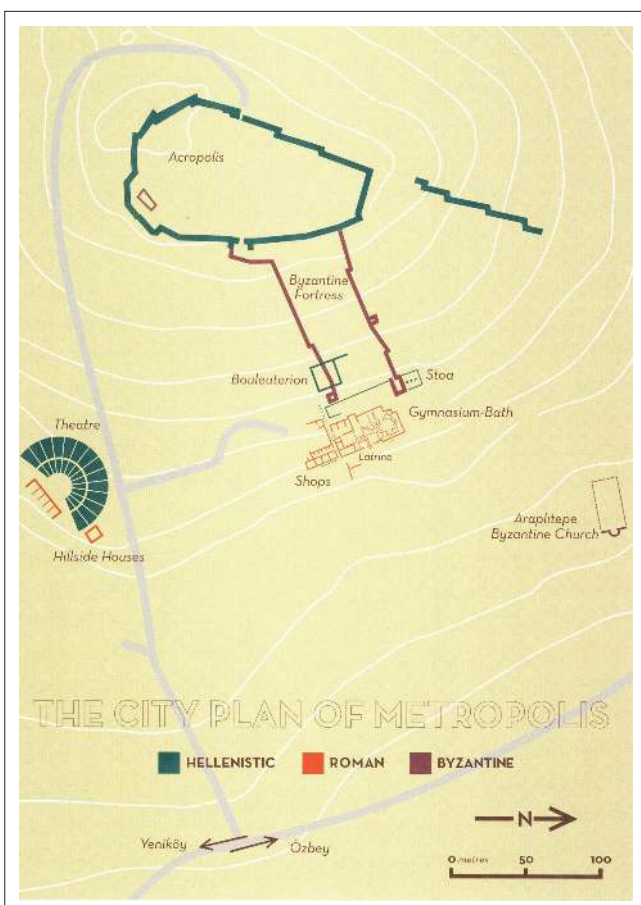 Acropolis
Byzantine
Fortress
Bouleuterion
Stoa
Gymnasium-Bath
Theatre
Latrine
Shops
Araplıtepe
Byzantine Church
Hillside Houses
THE CITY PLAN OF METROPOLIS
HELLENISTIC
ROMAN
BYZANTINE
N
Yeniköy
Özbey
0 metres 50 100